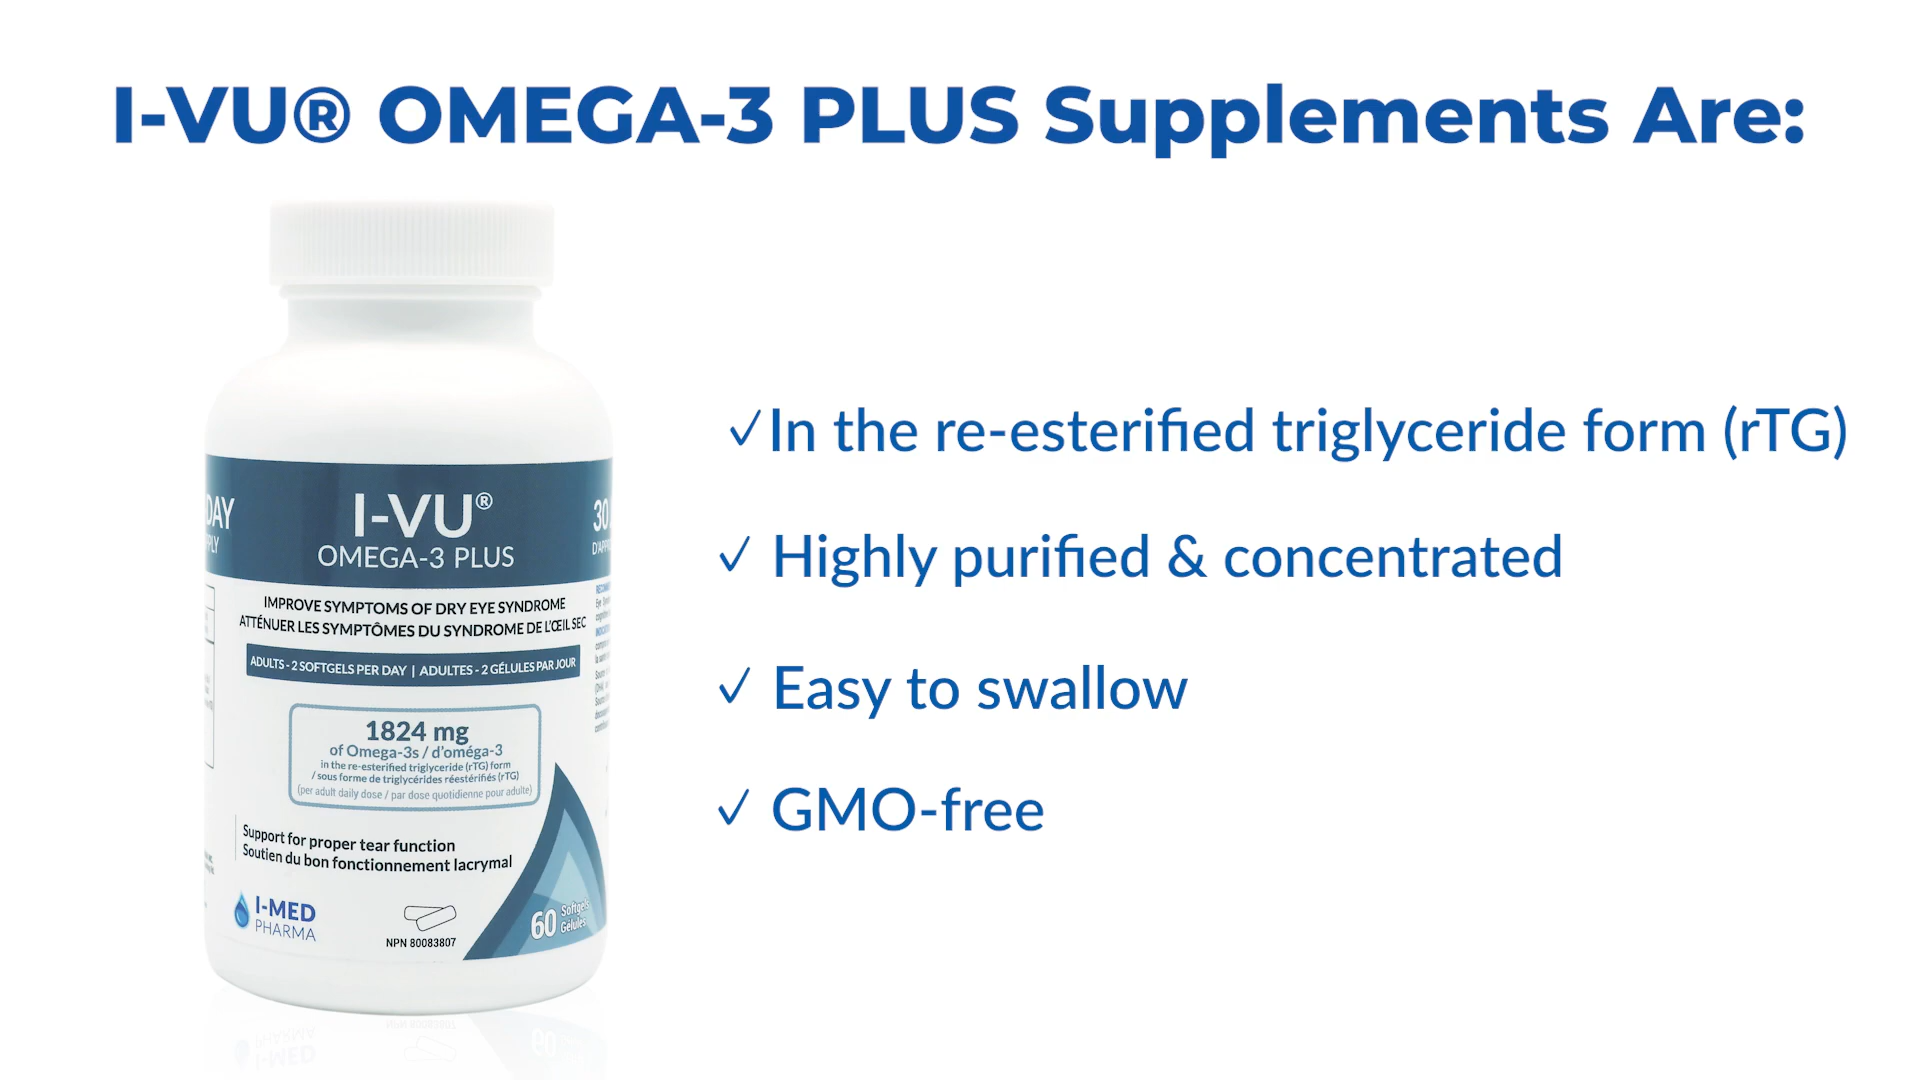 I-VU® OMEGA-3 PLUS Supplements Are:
DAY
30
I-VU®
OMEGA-3 PLUS
IMPROVE SYMPTOMS OF DRY EYE SYNDROME
ATTÉNUER LES SYMPTÔMES DU SYNDROME DE L'ŒIL SEC
ADULTS - 2 SOFTGELS PER DAY | ADULTES - 2 GÉLULES PAR JOUR
1824 mg
of Omega-3s / d'oméga-3
in the re-esterified triglyceride (rTG) form
/ sous forme de triglycérides réestérifiés (rTG)
(per adult daily dose / par dose quotidienne pour adulte)
Support for proper tear function
Soutien du bon fonctionnement lacrymal
I-MED
PHARMA
NPN 80083807
60 Softgels
Gélules
✓In the re-esterified triglyceride form (rTG)
✓ Highly purified & concentrated
✓ Easy to swallow
✓ GMO-free